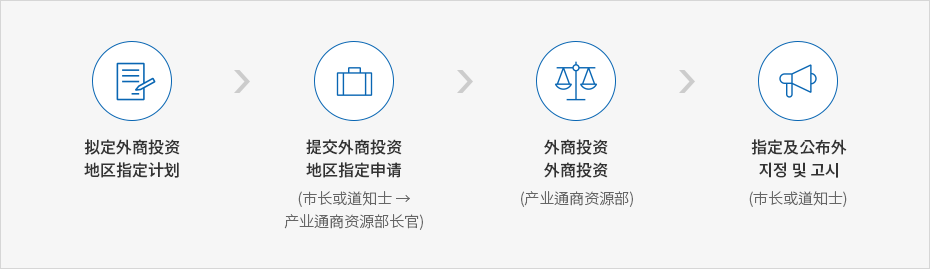 拟定外商投资
地区指定计划
提交外商投资
地区指定申请
(市长或道知士 →
产业通商资源部长官)
外商投资
外商投资
(产业通商资源部)
指定及公布外
지정 및 고시
(市长或道知士)